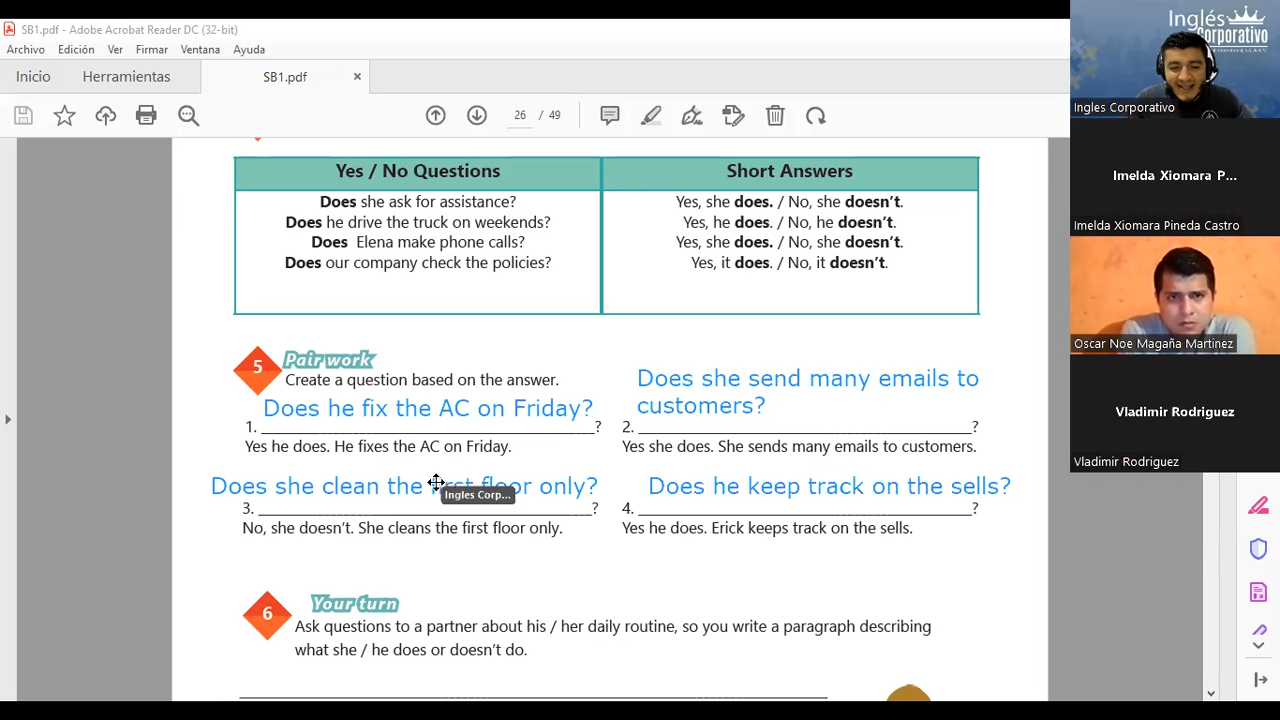 SB1.pdf - Adobe Acrobat Reader DC (32-bit)
Archivo Edición Ver Firmar Ventana Ayuda
Inicio Herramientas SB1.pdf ×
26 / 49
Yes / No Questions
Does she ask for assistance?
Does he drive the truck on weekends?
Does Elena make phone calls?
Does our company check the policies?
Short Answers
Yes, she does. / No, she doesn't.
Yes, he does. / No, he doesn't.
Yes, she does. / No, she doesn't.
Yes, it does. / No, it doesn't.
5 Pair work
Create a question based on the answer.
Does he fix the AC on Friday?
1. ________________________________________?
Yes he does. He fixes the AC on Friday.
Does she send many emails to
customers?
2. ________________________________________?
Yes she does. She sends many emails to customers.
Does she clean the first floor only?
Ingles Corp...
3. ________________________________________?
No, she doesn't. She cleans the first floor only.
Does he keep track on the sells?
4. ________________________________________?
Yes he does. Erick keeps track on the sells.
6 Your turn
Ask questions to a partner about his / her daily routine, so you write a paragraph describing
what she / he does or doesn't do.
Inglés
Corporativo
Ingles Corporativo
Imelda Xiomara P...
Imelda Xiomara Pineda Castro
Oscar Noe Magaña Martinez
Vladimir Rodriguez
Vladimir Rodriguez